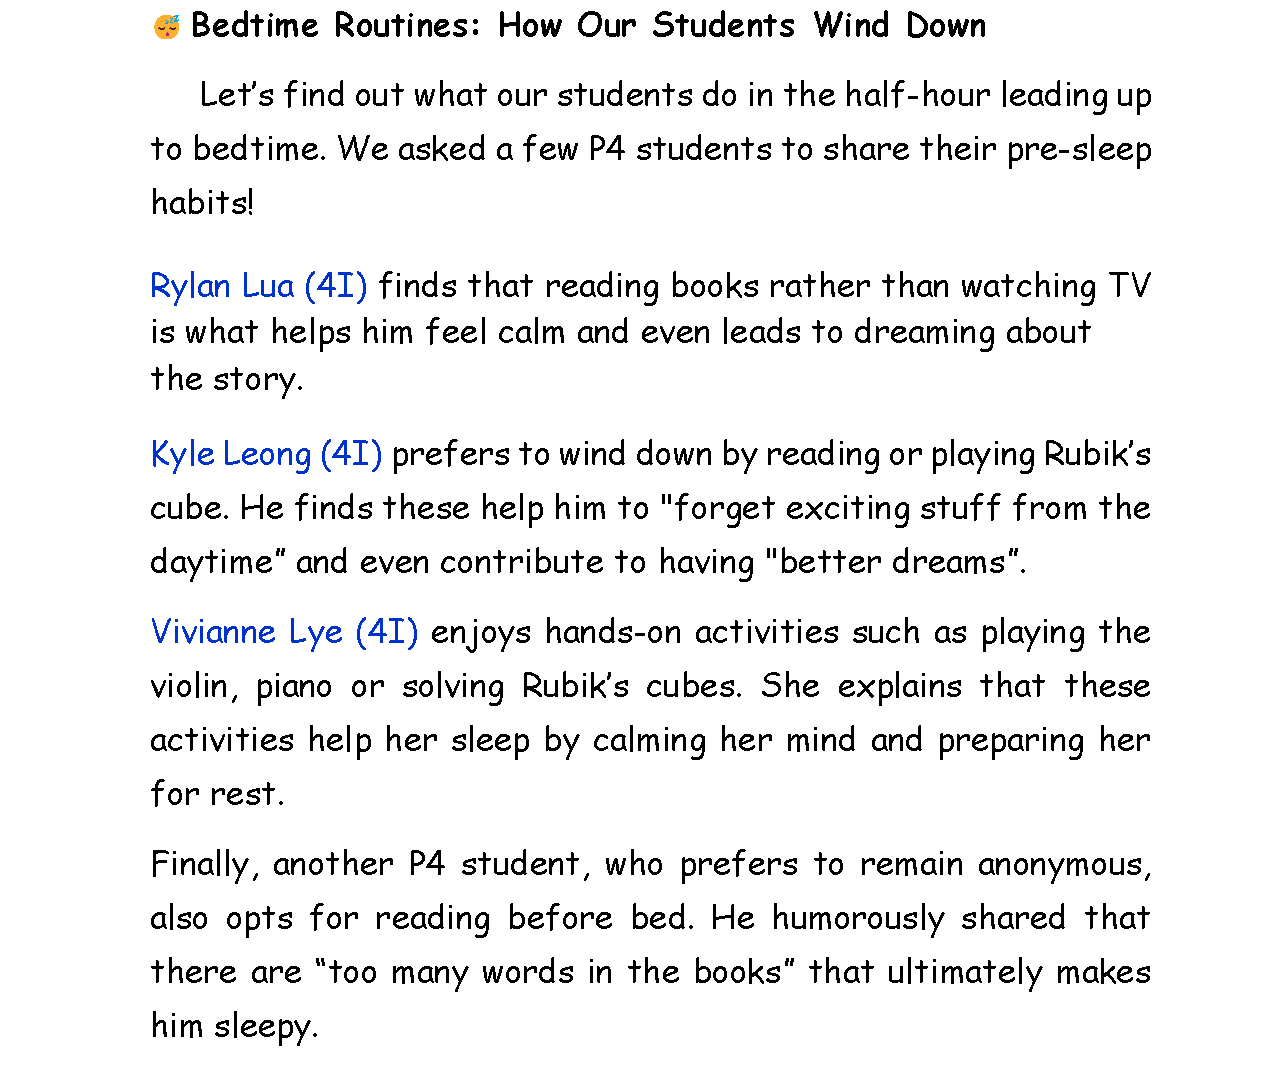 😴 Bedtime Routines: How Our Students Wind Down
Let’s find out what our students do in the half-hour leading up
to bedtime. We asked a few P4 students to share their pre-sleep
habits!
Rylan Lua (4I) finds that reading books rather than watching TV
is what helps him feel calm and even leads to dreaming about
the story.
Kyle Leong (4I) prefers to wind down by reading or playing Rubik’s
cube. He finds these help him to "forget exciting stuff from the
daytime” and even contribute to having "better dreams”.
Vivianne Lye (4I) enjoys hands-on activities such as playing the
violin, piano or solving Rubik’s cubes. She explains that these
activities help her sleep by calming her mind and preparing her
for rest.
Finally, another P4 student, who prefers to remain anonymous,
also opts for reading before bed. He humorously shared that
there are “too many words in the books” that ultimately makes
him sleepy.